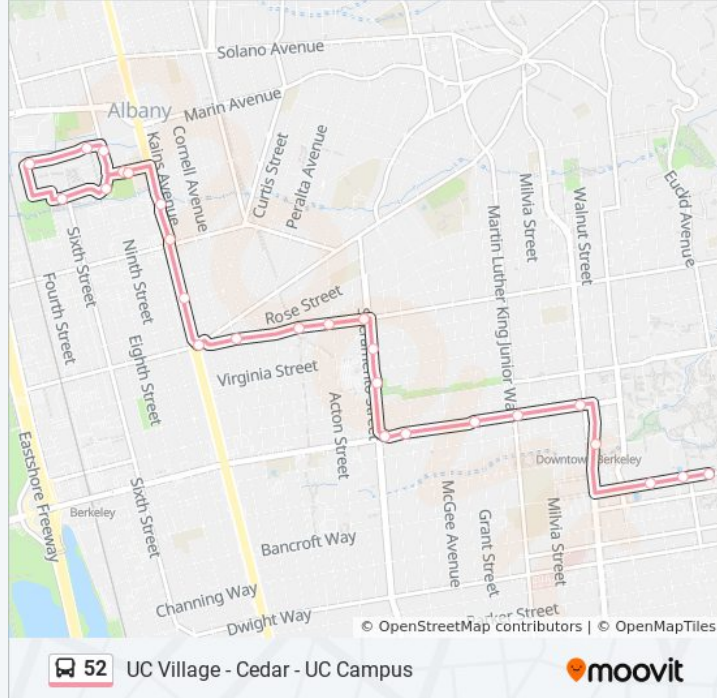 Solano Avenue
Albany
Marin Avenue
Kains Avenue
Cornell Avenue
Curtis Street
Peralta Avenue
Milvia Street
Walnut Street
Euclid Avenue
Martin Luther King Junior Wa
Sixth Street
Ninth Street
Fourth Street
Rose Street
Eighth Street
Virginia Street
Sacramento Street
Acton Street
Eastshore Freeway
Downtown Berkeley
Sixth Street
McGee Avenue
Grant Street
Milvia Street
Berkeley
Bancroft Way
Channing Way
Dwight Way
Parker Street
© OpenStreetMap contributors | © OpenMapTiles
52 UC Village - Cedar - UC Campus
moovit